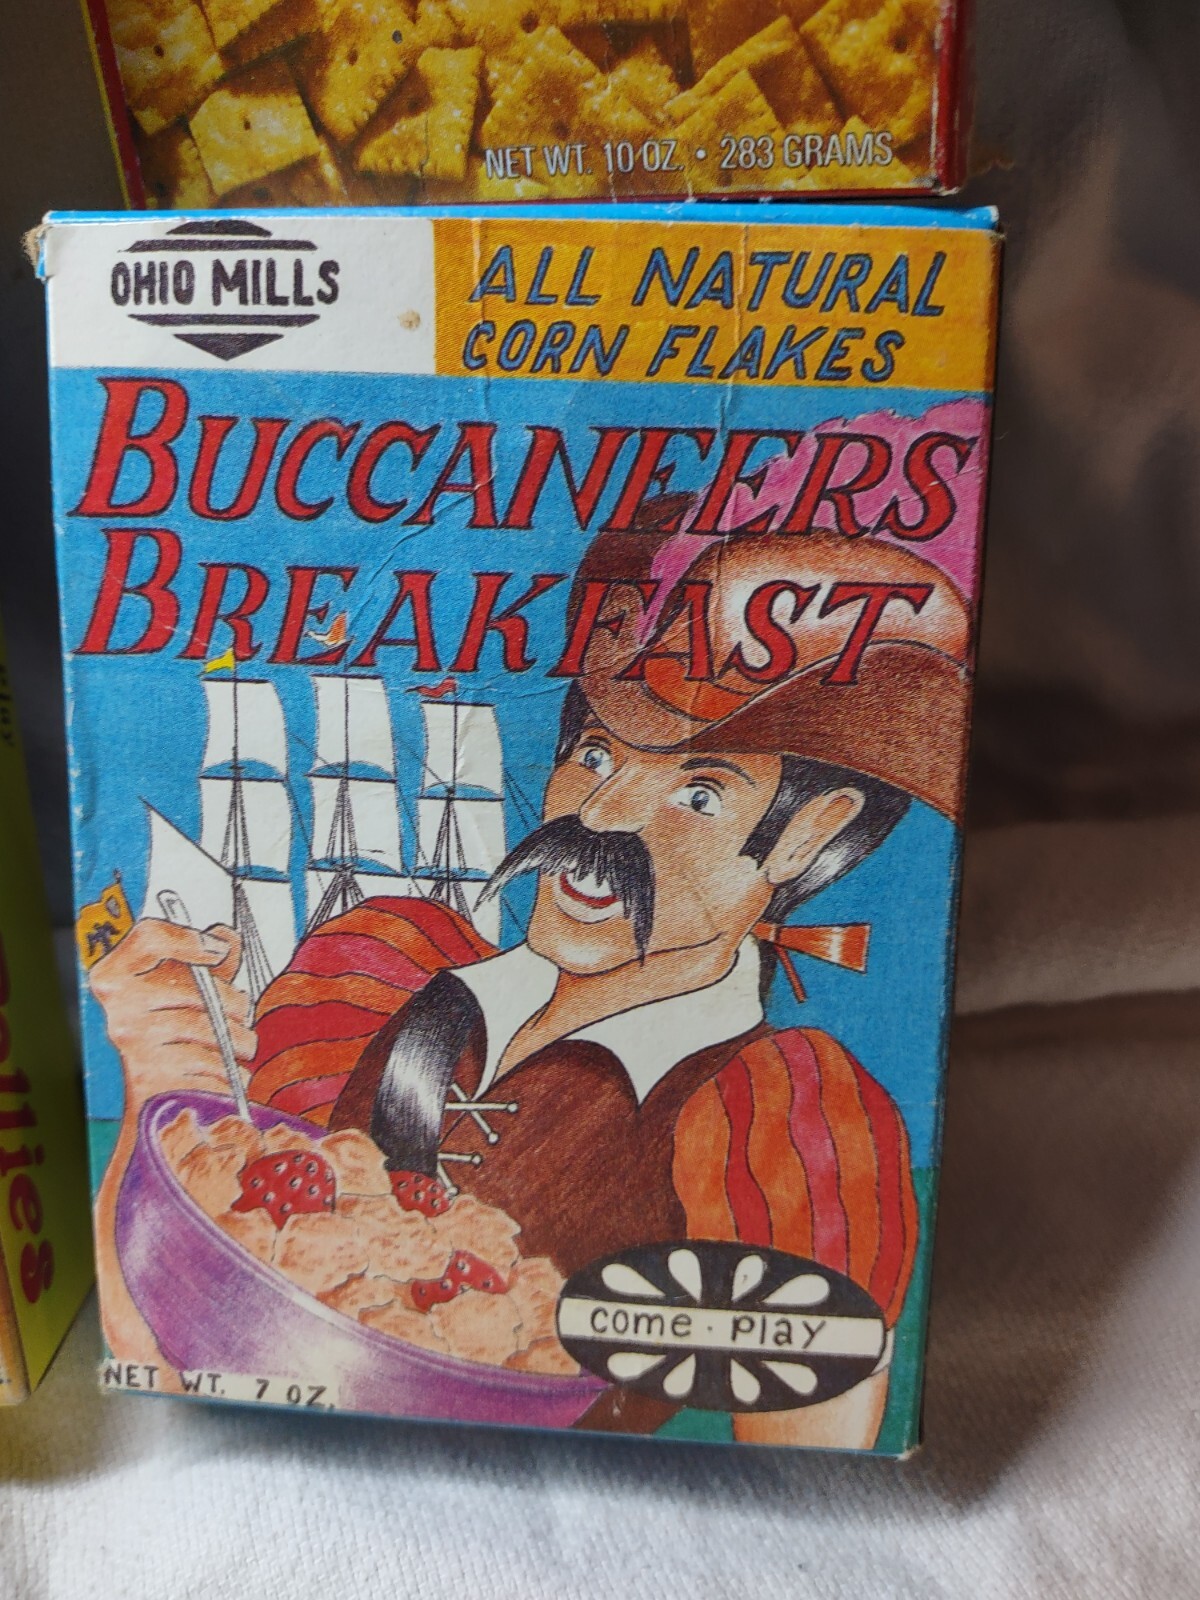 NET WT. 10 OZ. • 283 GRAMS
OHIO MILLS
ALL NATURAL
CORN FLAKES
BUCCANEERS
BREAKFAST
come · play
NET WT. 7 OZ.